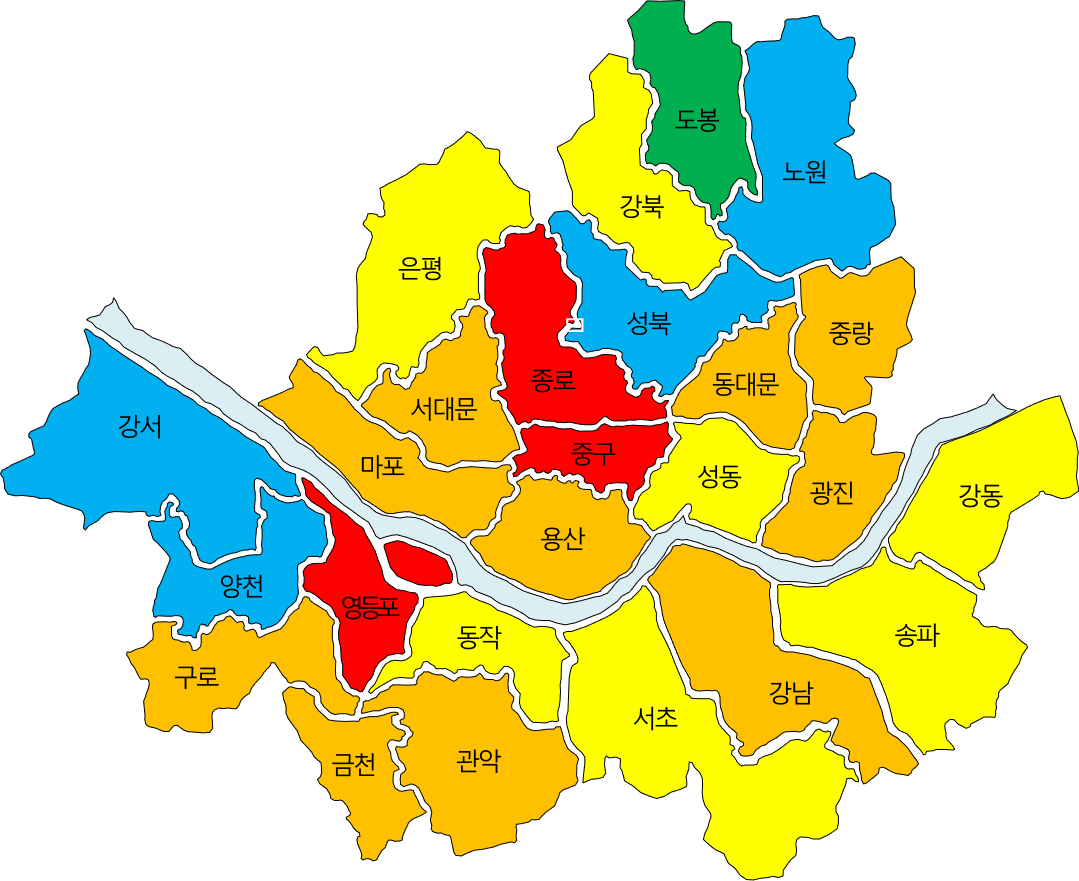 도봉
노원
강북
은평
성북
중랑
종로
동대문
서대문
강서
중구
마포
성동
광진
강동
용산
양천
영등포
동작
송파
구로
강남
서초
금천
관악